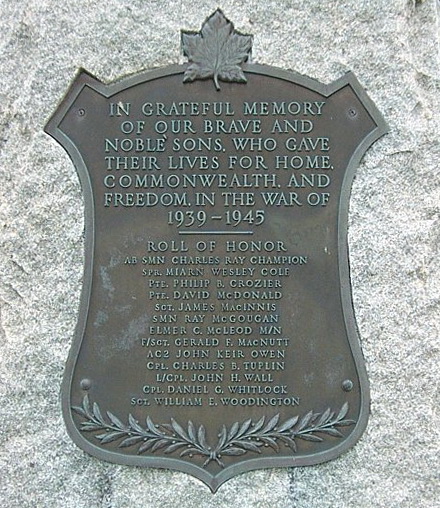 IN GRATEFUL MEMORY
OF OUR BRAVE AND
NOBLE SONS, WHO GAVE
THEIR LIVES FOR HOME,
COMMONWEALTH, AND
FREEDOM, IN THE WAR OF
1939-1945
ROLL OF HONOR
AB SMN CHARLES RAY CHAMPION
SPR. MIARN WESLEY COLE
PTE. PHILIP B. CROZIER
PTE. DAVID McDONALD
SGT. JAMES MACINNIS
SMN RAY McGOUGAN
ELMER C. McLEOD M/N
F/SGT. GERALD F. MACNUTT
AC2 JOHN KEIR OWEN
CPL. CHARLES B. TUPLIN
L/CPL. JOHN H. WALL
CPL. DANIEL G. WHITLOCK
SGT. WILLIAM E. WOODINGTON